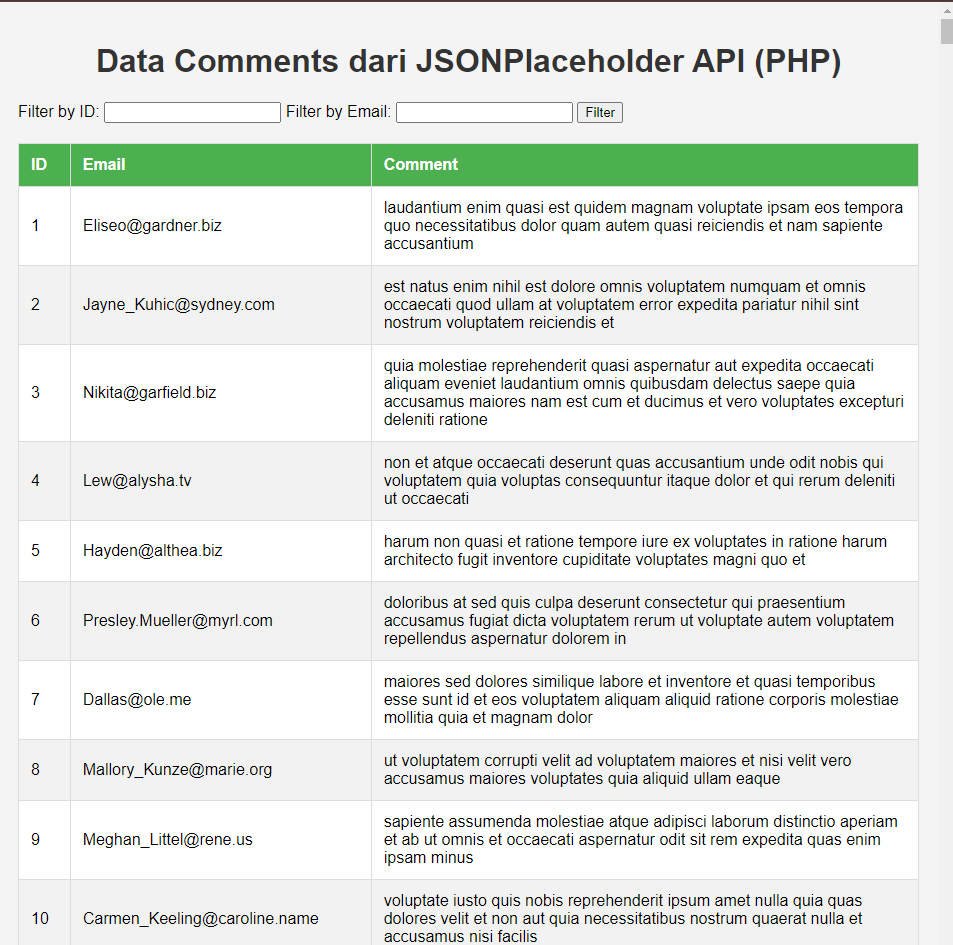 Data Comments dari JSONPlaceholder API (PHP)
Filter by ID: Filter by Email: Filter
ID Email Comment
1 Eliseo@gardner.biz laudantium enim quasi est quidem magnam voluptate ipsam eos tempora
quo necessitatibus dolor quam autem quasi reiciendis et nam sapiente
accusantium
2 Jayne_Kuhic@sydney.com est natus enim nihil est dolore omnis voluptatem numquam et omnis
occaecati quod ullam at voluptatem error expedita pariatur nihil sint
nostrum voluptatem reiciendis et
3 Nikita@garfield.biz quia molestiae reprehenderit quasi aspernatur aut expedita occaecati
aliquam eveniet laudantium omnis quibusdam delectus saepe quia
accusamus maiores nam est cum et ducimus et vero voluptates excepturi
deleniti ratione
4 Lew@alysha.tv non et atque occaecati deserunt quas accusantium unde odit nobis qui
voluptatem quia voluptas consequuntur itaque dolor et qui rerum deleniti
ut occaecati
5 Hayden@althea.biz harum non quasi et ratione tempore iure ex voluptates in ratione harum
architecto fugit inventore cupiditate voluptates magni quo et
6 Presley.Mueller@myrl.com doloribus at sed quis culpa deserunt consectetur qui praesentium
accusamus fugiat dicta voluptatem rerum ut voluptate autem voluptatem
repellendus aspernatur dolorem in
7 Dallas@ole.me maiores sed dolores similique labore et inventore et quasi temporibus
esse sunt id et eos voluptatem aliquam aliquid ratione corporis molestiae
mollitia quia et magnam dolor
8 Mallory_Kunze@marie.org ut voluptatem corrupti velit ad voluptatem maiores et nisi velit vero
accusamus maiores voluptates quia aliquid ullam eaque
9 Meghan_Littel@rene.us sapiente assumenda molestiae atque adipisci laborum distinctio aperiam
et ab ut omnis et occaecati aspernatur odit sit rem expedita quas enim
ipsam minus
10 Carmen_Keeling@caroline.name voluptate iusto quis nobis reprehenderit ipsum amet nulla quia quas
dolores velit et non aut quia necessitatibus nostrum quaerat nulla et
accusamus nisi facilis